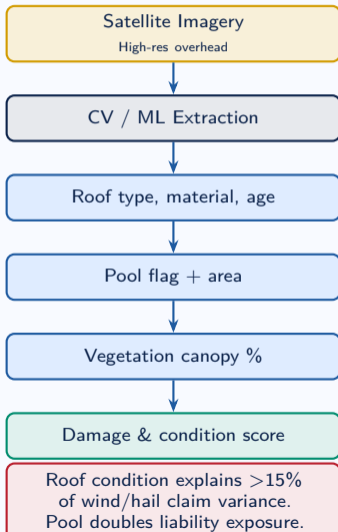 Satellite Imagery
High-res overhead
CV / ML Extraction
Roof type, material, age
Pool flag + area
Vegetation canopy %
Damage & condition score
Roof condition explains >15%
of wind/hail claim variance.
Pool doubles liability exposure.